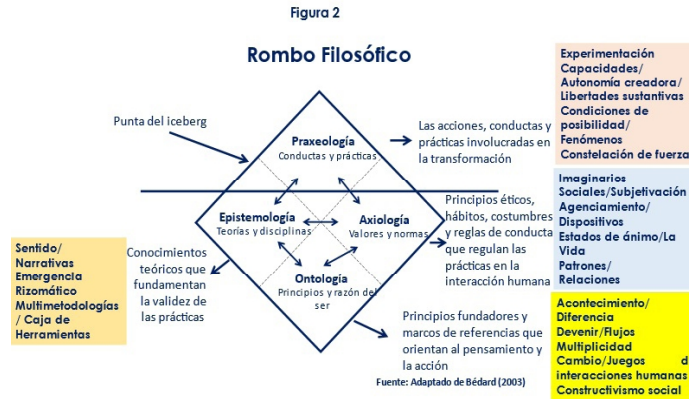 Figura 2
Rombo Filosófico
Punta del iceberg
Praxeología
Conductas y prácticas
Las acciones, conductas y
prácticas involucradas en
la transformación
Epistemología
Teorías y disciplinas
Axiología
Valores y normas
Principios éticos,
hábitos, costumbres
y reglas de conducta
que regulan las
prácticas en la
interacción humana
Conocimientos
teóricos que
fundamentan
la validez de
las prácticas
Ontología
Principios y razón del
ser
Principios fundadores y
marcos de referencias que
orientan al pensamiento y
la acción
Fuente: Adaptado de Bédard (2003)
Sentido/
Narrativas
Emergencia
Rizomático
Multimetodologías
/ Caja de
Herramientas
Experimentación
Capacidades/
Autonomía creadora/
Libertades sustantivas
Condiciones de
posibilidad/
Fenómenos
Constelación de fuerza
Imaginarios
Sociales/Subjetivación
Agenciamiento/
Dispositivos
Estados de ánimo/La
Vida
Patrones/
Relaciones
Acontecimiento/
Diferencia
Devenir/Flujos
Multiplicidad
Cambio/Juegos d
interacciones humanas
Constructivismo social